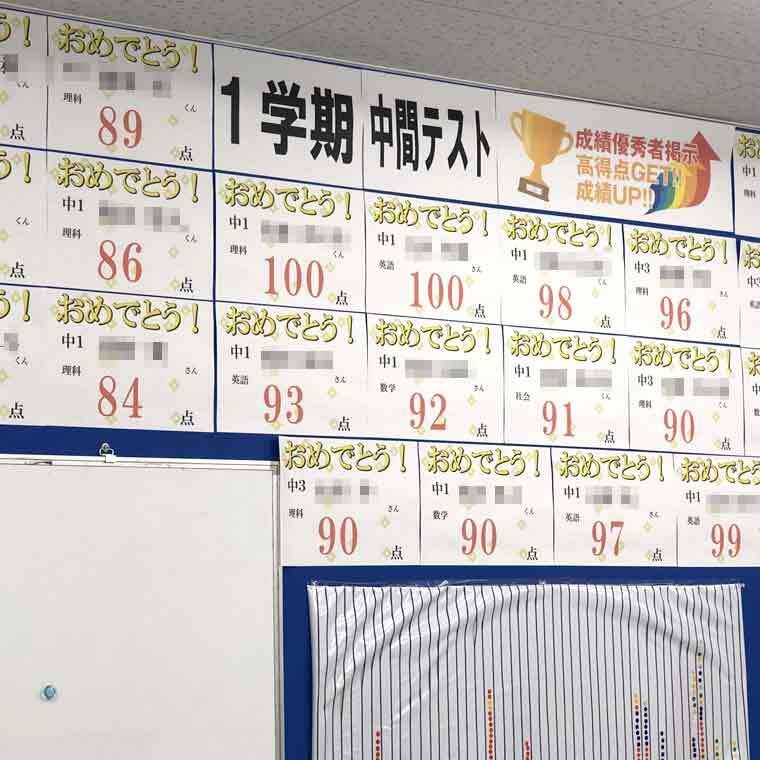 1学期 中間テスト
成績優秀者掲示
高得点GET!
成績UP!!
おめでとう!
くん
理科
89
点
おめでとう!
中1
くん
理科
86
点
おめでとう!
中1
くん
理科
100
点
おめでとう!
中1
さん
英語
100
点
おめでとう!
中1
くん
英語
98
点
おめでとう!
中3
くん
理科
96
点
おめでとう!
中1
さん
理科
84
点
おめでとう!
中1
さん
英語
93
点
おめでとう!
中1
さん
数学
92
点
おめでとう!
中1
くん
社会
91
点
おめでとう!
中3
くん
理科
90
点
おめでとう!
中3
さん
理科
90
点
おめでとう!
中1
くん
数学
90
点
おめでとう!
中1
さん
英語
97
点
おめでとう!
中1
さん
英語
99
点